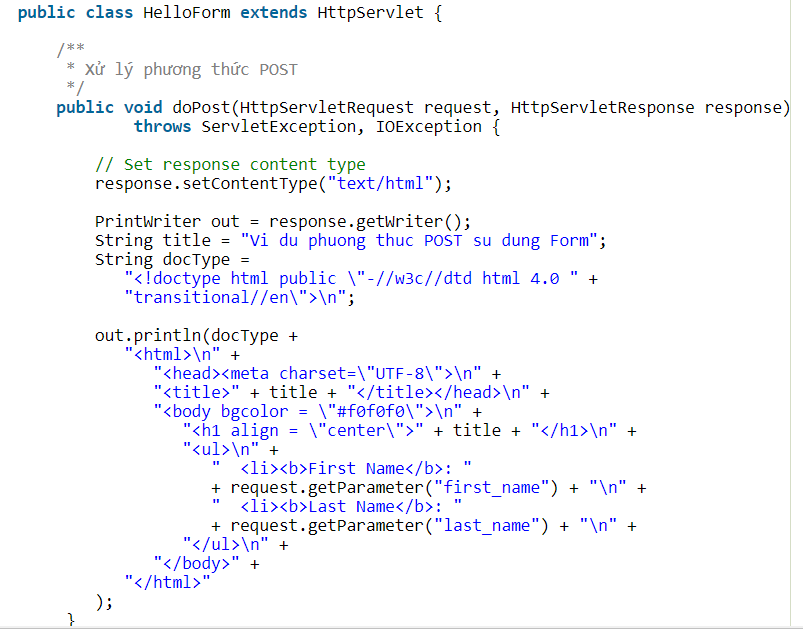 public class HelloForm extends HttpServlet {
/**
* Xử lý phương thức POST
*/
public void doPost(HttpServletRequest request, HttpServletResponse response)
throws ServletException, IOException {
// Set response content type
response.setContentType("text/html");
PrintWriter out = response.getWriter();
String title = "Vi du phuong thuc POST su dung Form";
String docType =
"<!doctype html public \"-//w3c//dtd html 4.0 " +
"transitional//en\">\n";
out.println(docType +
"<html>\n" +
"<head><meta charset=\"UTF-8\">\n" +
"<title>" + title + "</title></head>\n" +
"<body bgcolor = \"#f0f0f0\">\n" +
"<h1 align = \"center\">" + title + "</h1>\n" +
"<ul>\n" +
"  <li><b>First Name</b>: "
+ request.getParameter("first_name") + "\n" +
"  <li><b>Last Name</b>: "
+ request.getParameter("last_name") + "\n" +
"</ul>\n" +
"</body>" +
"</html>"
);
}